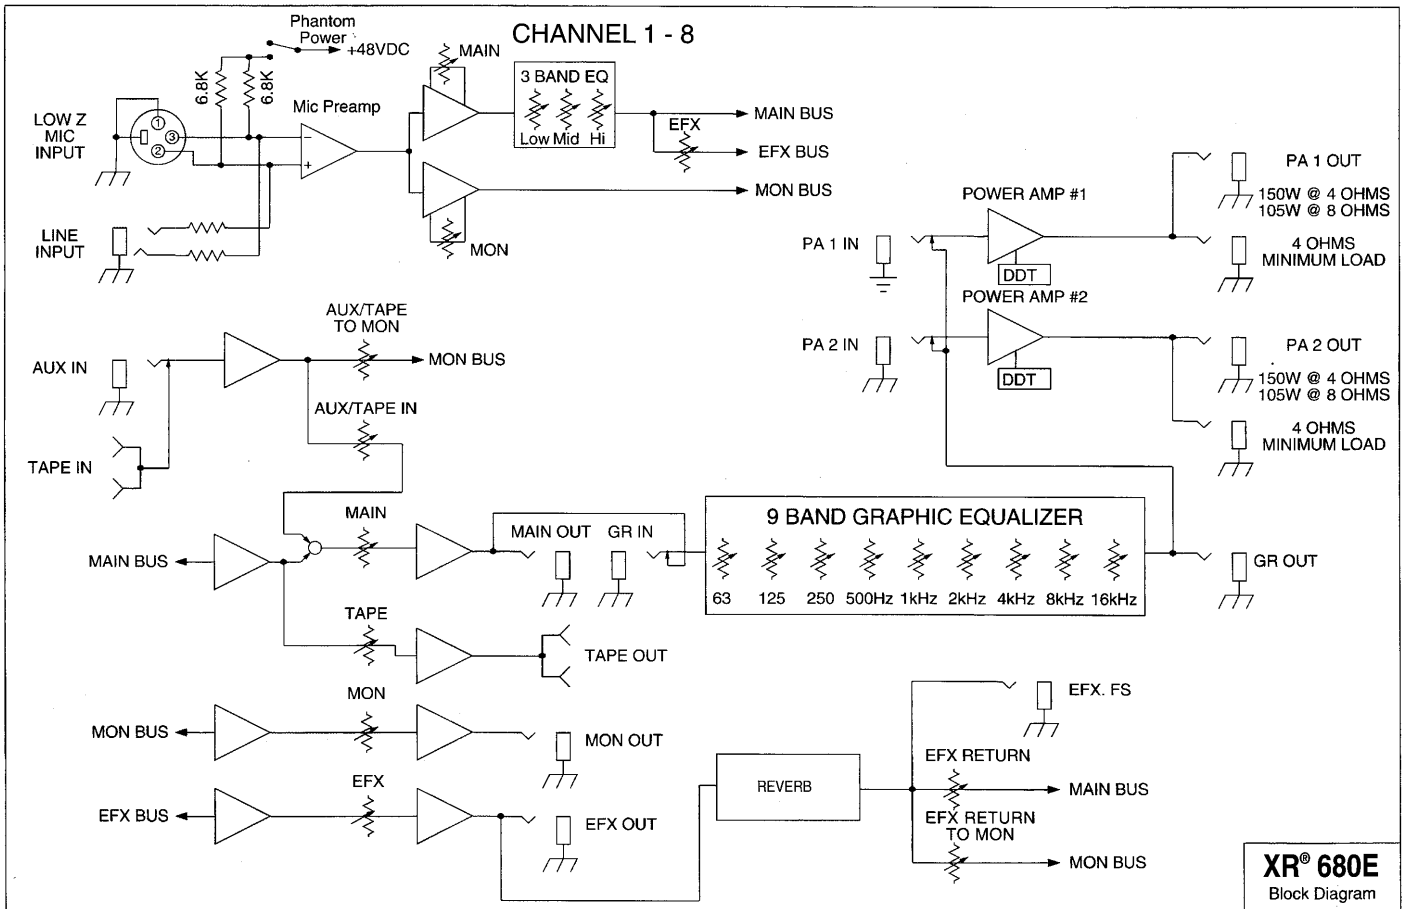 CHANNEL 1 - 8
Phantom
Power
+48VDC
6.8K
6.8K
Mic Preamp
LOW Z
MIC
INPUT
1
3
2
−
+
LINE
INPUT
MAIN
MON
3 BAND EQ
Low Mid Hi
EFX
MAIN BUS
EFX BUS
MON BUS
PA 1 IN
POWER AMP #1
DDT
PA 1 OUT
150W @ 4 OHMS
105W @ 8 OHMS
4 OHMS
MINIMUM LOAD
PA 2 IN
POWER AMP #2
DDT
PA 2 OUT
150W @ 4 OHMS
105W @ 8 OHMS
4 OHMS
MINIMUM LOAD
AUX IN
TAPE IN
AUX/TAPE
TO MON
MON BUS
AUX/TAPE IN
MAIN BUS
MAIN
MAIN OUT
GR IN
9 BAND GRAPHIC EQUALIZER
63 125 250 500Hz 1kHz 2kHz 4kHz 8kHz 16kHz
GR OUT
TAPE
TAPE OUT
MON BUS
MON
MON OUT
EFX BUS
EFX
EFX OUT
REVERB
EFX. FS
EFX RETURN
MAIN BUS
EFX RETURN
TO MON
MON BUS
XR® 680E
Block Diagram